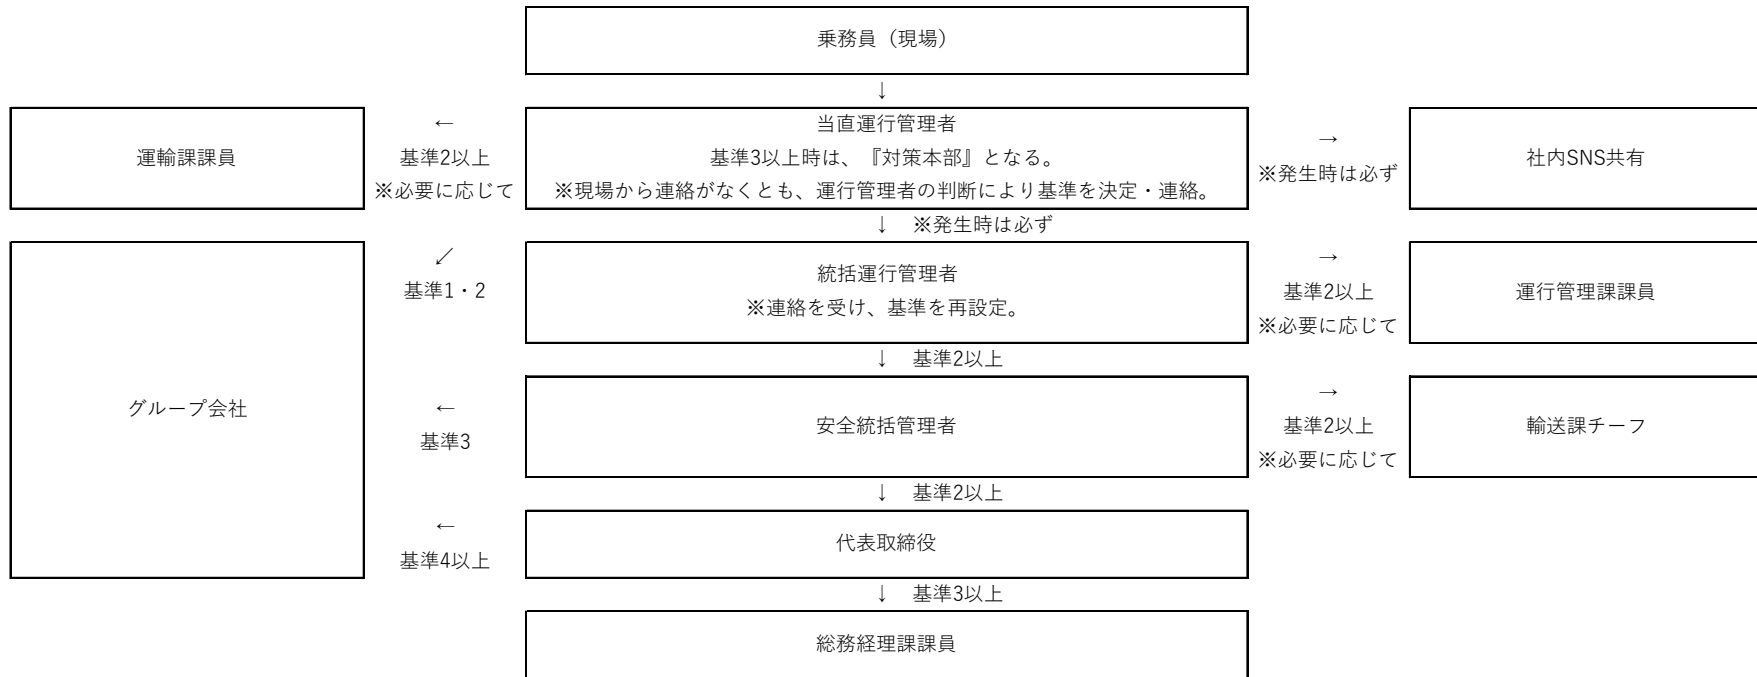 乗務員（現場）
↓
運輸課課員
←
基準2以上
※必要に応じて
当直運行管理者
基準3以上時は、『対策本部』となる。
※現場から連絡がなくとも、運行管理者の判断により基準を決定・連絡。
→
※発生時は必ず
社内SNS共有
↓　※発生時は必ず
グループ会社
↙
基準1・2
統括運行管理者
※連絡を受け、基準を再設定。
→
基準2以上
※必要に応じて
運行管理課課員
↓　基準2以上
←
基準3
安全統括管理者
→
基準2以上
※必要に応じて
輸送課チーフ
↓　基準2以上
←
基準4以上
代表取締役
↓　基準3以上
総務経理課課員